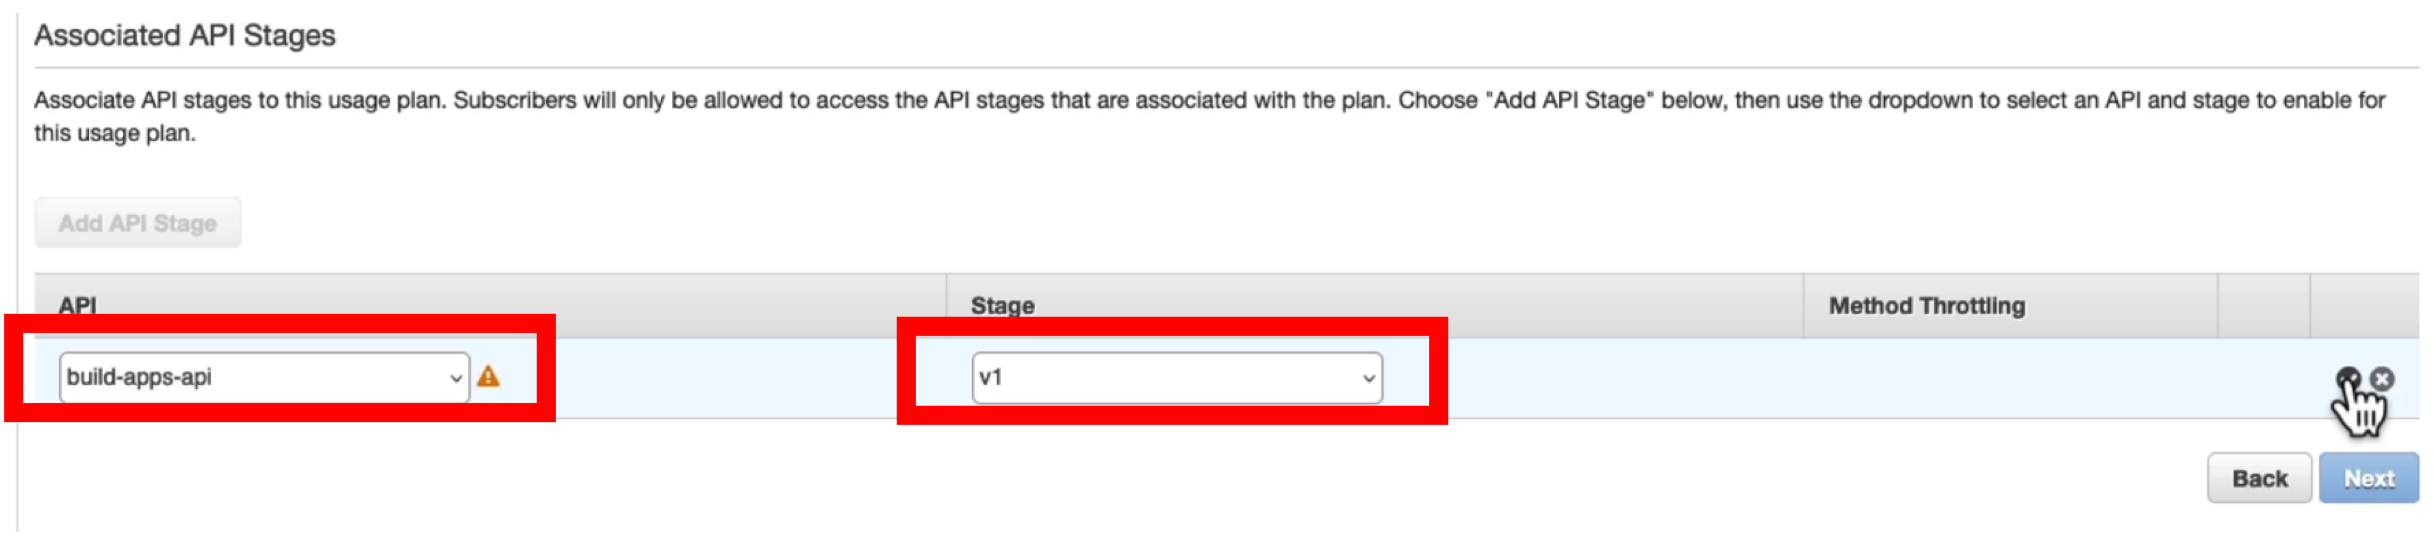 Associated API Stages
Associate API stages to this usage plan. Subscribers will only be allowed to access the API stages that are associated with the plan. Choose "Add API Stage" below, then use the dropdown to select an API and stage to enable for
this usage plan.
Add API Stage
API Stage Method Throttling
build-apps-api v1
Back Next